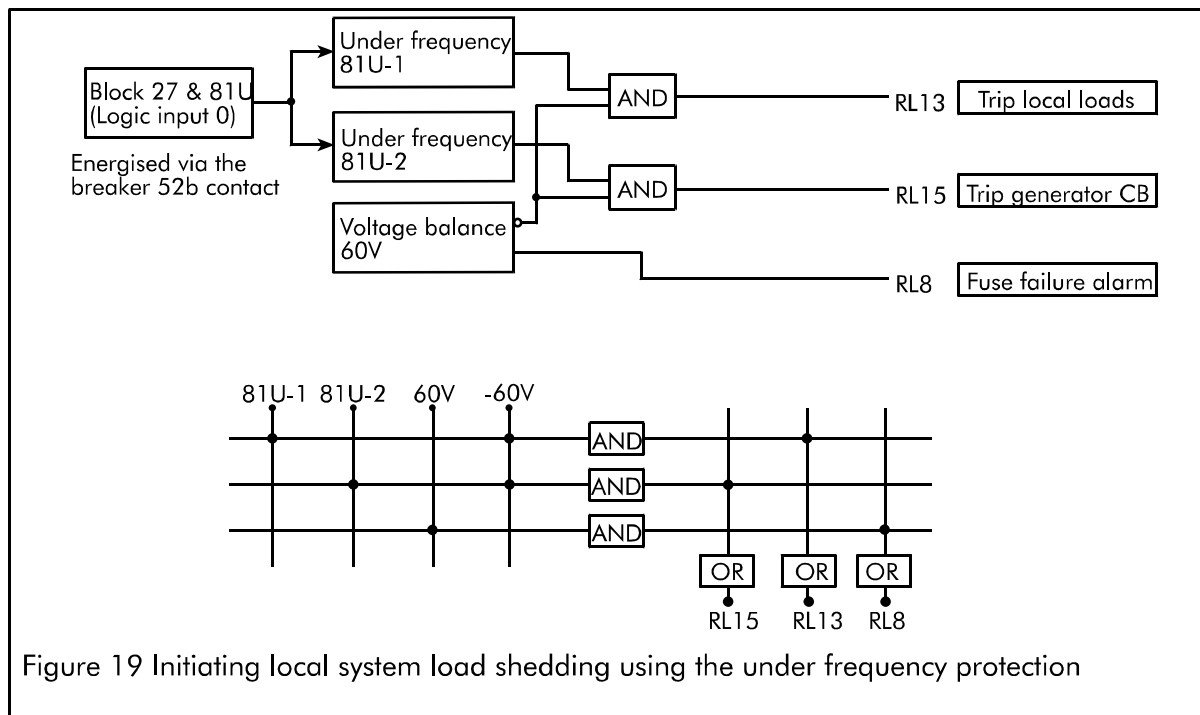 Under frequency
81U-1
Block 27 & 81U
(Logic input 0)
Energised via the
breaker 52b contact
Under frequency
81U-2
Voltage balance
60V
AND
AND
RL13
Trip local loads
RL15
Trip generator CB
RL8
Fuse failure alarm
81U-1
81U-2
60V
-60V
AND
AND
AND
OR
OR
OR
RL15
RL13
RL8
Figure 19 Initiating local system load shedding using the under frequency protection